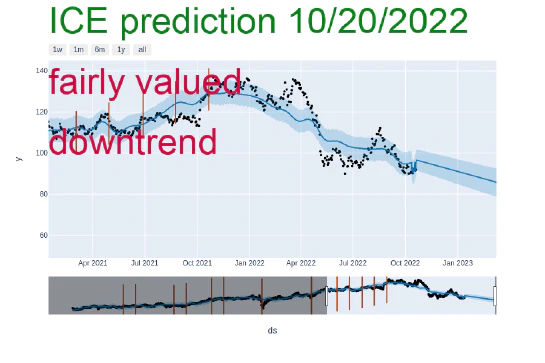 ICE prediction 10/20/2022
1w 1m 6m 1y all
140
fairly valued
120
downtrend
100
y
80
60
Apr 2021 Jul 2021 Oct 2021 Jan 2022 Apr 2022 Jul 2022 Oct 2022 Jan 2023
ds